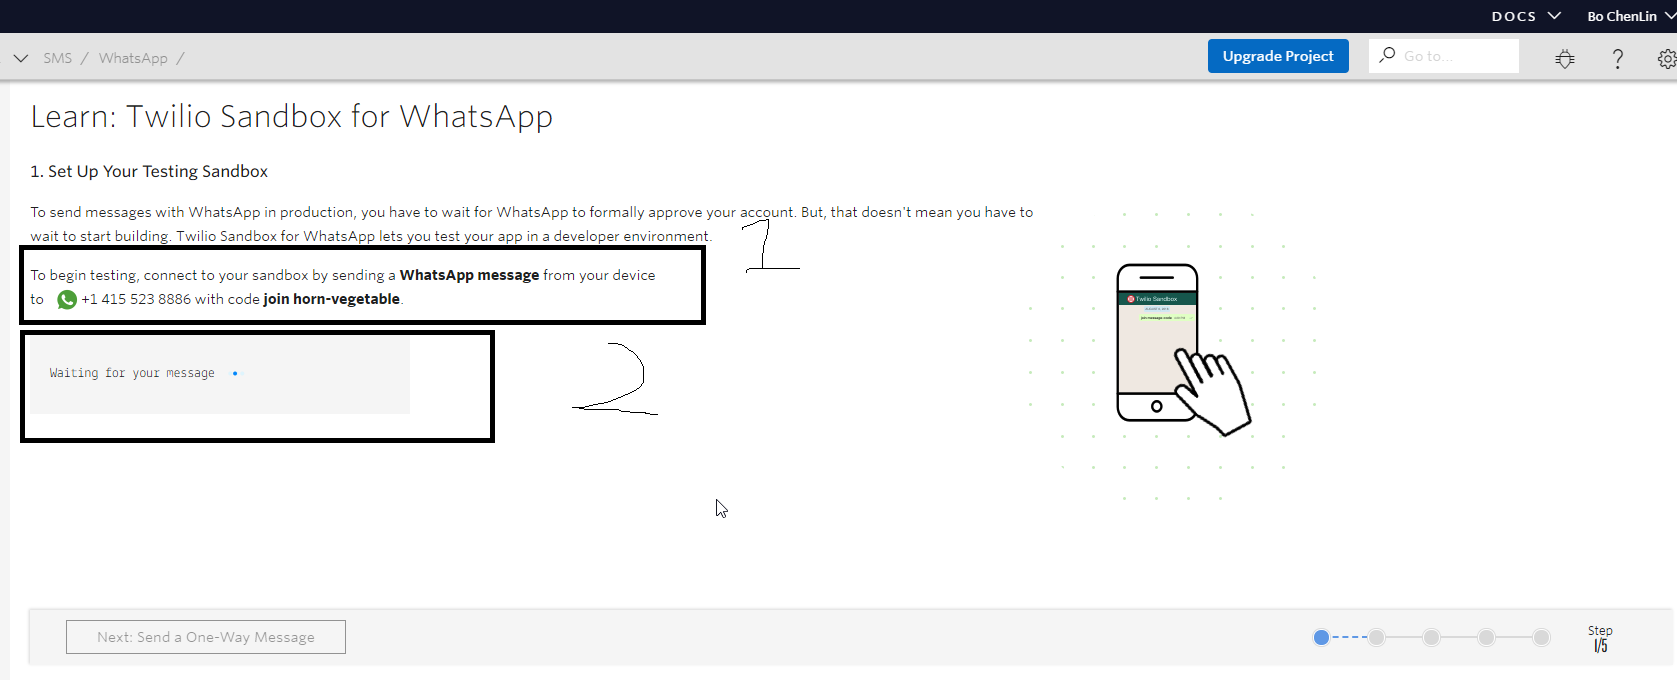 DOCS Bo ChenLin
SMS / WhatsApp /
Upgrade Project
Go to...
?
Learn: Twilio Sandbox for WhatsApp
1. Set Up Your Testing Sandbox
To send messages with WhatsApp in production, you have to wait for WhatsApp to formally approve your account. But, that doesn't mean you have to
wait to start building. Twilio Sandbox for WhatsApp lets you test your app in a developer environment.
1
To begin testing, connect to your sandbox by sending a WhatsApp message from your device
to +1 415 523 8886 with code join horn-vegetable.
Waiting for your message
2
Twilio Sandbox
join message-code
Next: Send a One-Way Message
Step
1/5